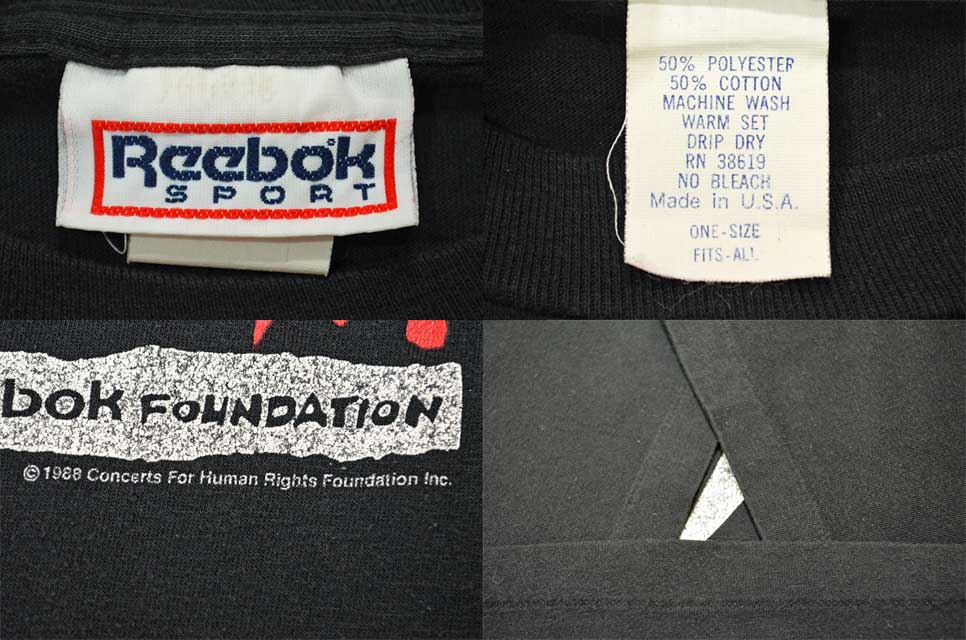 Reebok
SPORT
50% POLYESTER
50% COTTON
MACHINE WASH
WARM SET
DRIP DRY
RN 38619
NO BLEACH
Made in U.S.A.
ONE-SIZE
FITS-ALL
bok FOUNDATION
© 1988 Concerts For Human Rights Foundation Inc.